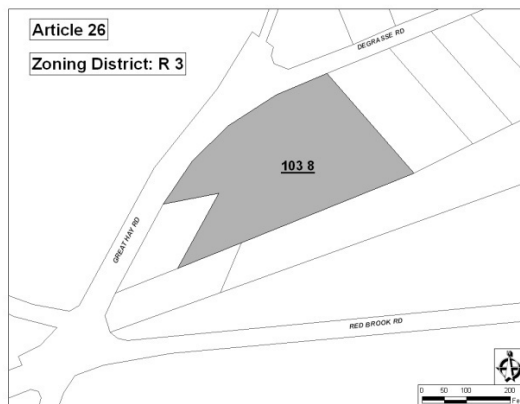 Article 26
Zoning District: R 3
DEGRASSE RD
103 8
GREAT HAY RD
RED BROOK RD
0 50 100 200
Fe